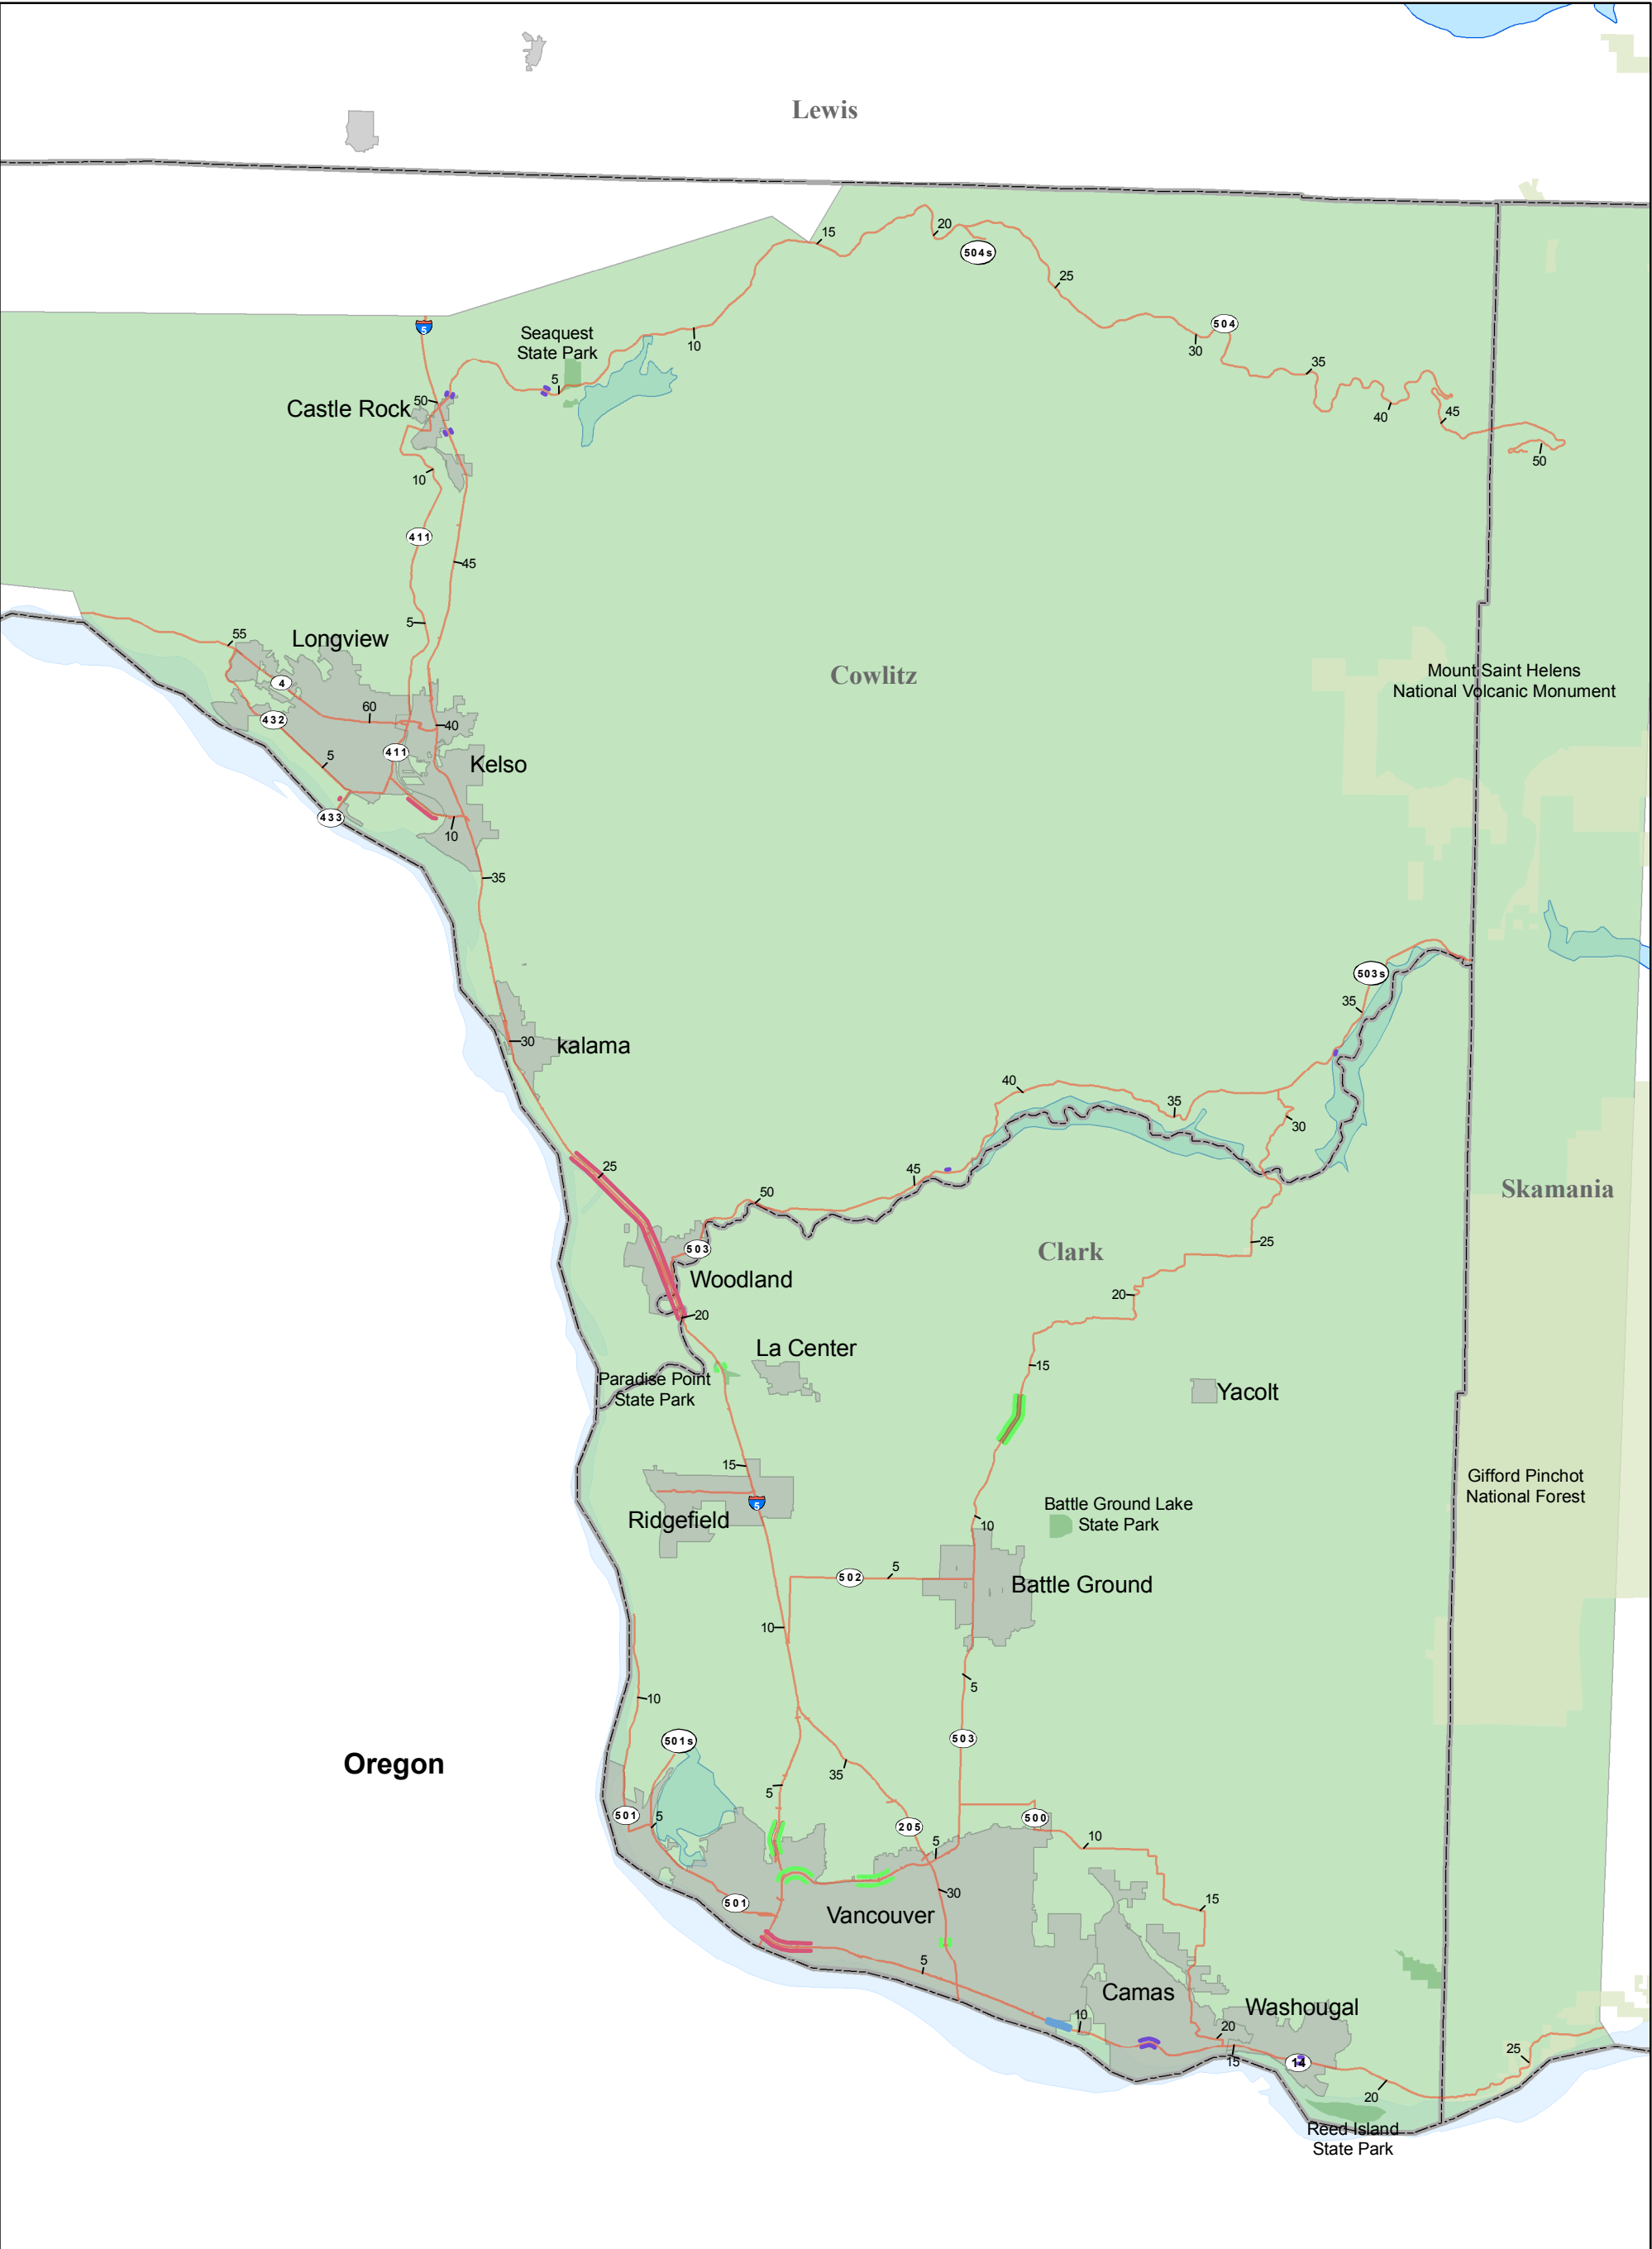 Lewis
15
20
504s
25
5
504
Seaquest
State Park
10
30
35
5
50
Castle Rock
40
45
50
10
411
45
5
55
Longview
Cowlitz
Mount Saint Helens
National Volcanic Monument
4
432
60
40
411
5
Kelso
433
10
35
503s
35
30
kalama
40
35
30
25
45
Skamania
50
503
25
Clark
Woodland
20
20
La Center
15
Paradise Point
State Park
Yacolt
15
Gifford Pinchot
National Forest
5
Battle Ground Lake
State Park
Ridgefield
10
5
502
Battle Ground
10
5
10
503
501s
Oregon
35
5
501
5
205
500
10
5
30
15
501
Vancouver
5
Camas
Washougal
10
20
15
14
25
20
Reed Island
State Park